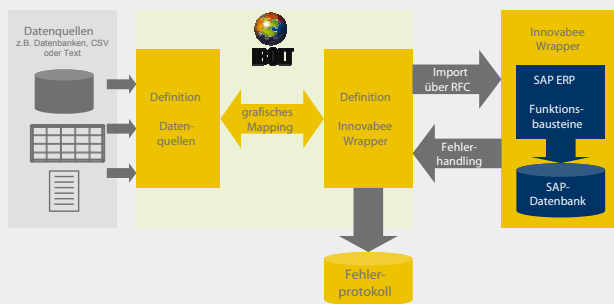 Datenquellen
z.B. Datenbanken, CSV
oder Text
iBOLT
Definition
Daten-
quellen
grafisches
Mapping
Definition
Innovabee
Wrapper
Import
über RFC
Fehler-
handling
Innovabee
Wrapper
SAP ERP
Funktions-
bausteine
SAP-
Datenbank
Fehler-
protokoll